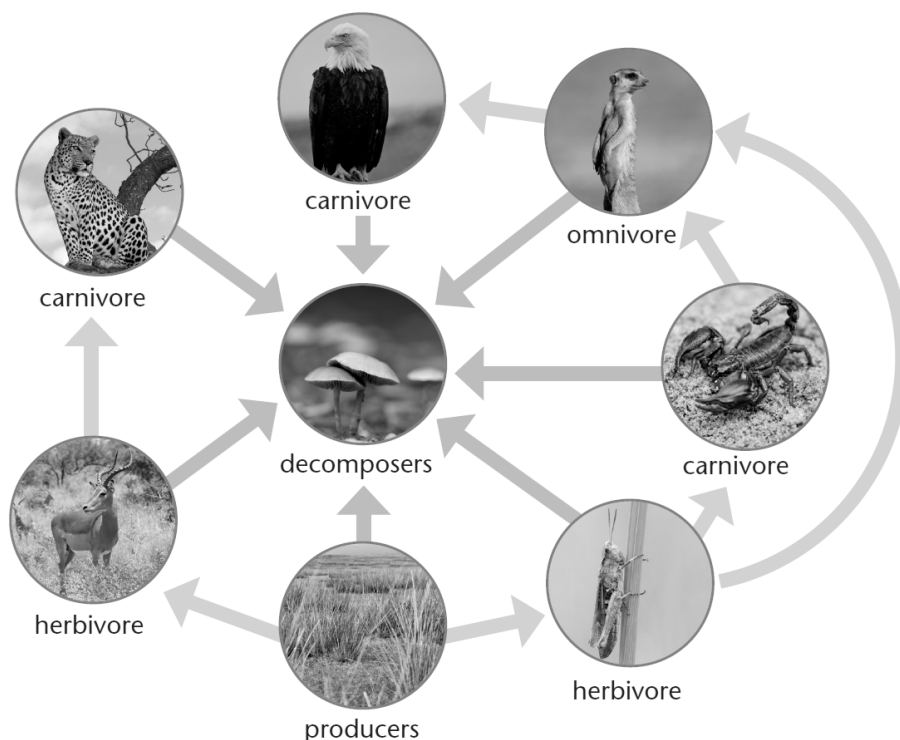 carnivore
omnivore
carnivore
decomposers
carnivore
herbivore
herbivore
producers